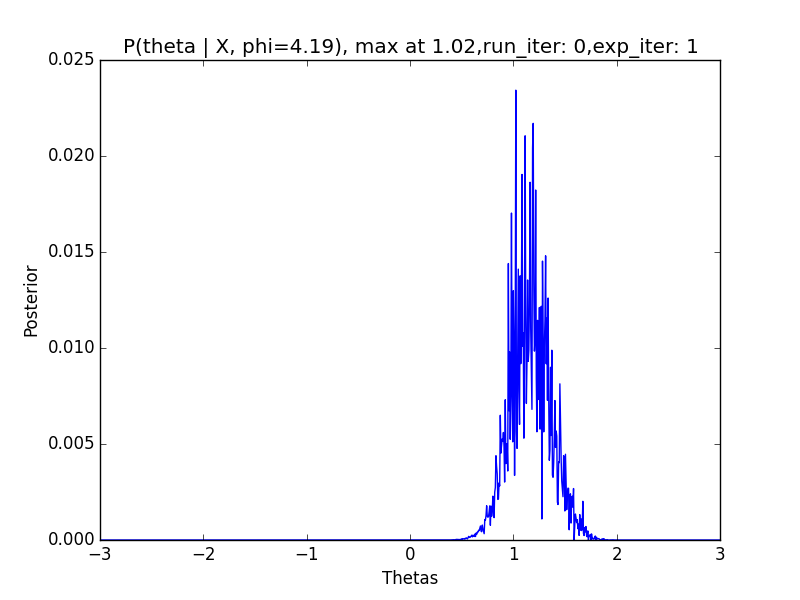 P(theta | X, phi=4.19), max at 1.02,run_iter: 0,exp_iter: 1
0.025
0.020
0.015
0.010
0.005
0.000
Posterior
−3 −2 −1 0 1 2 3
Thetas